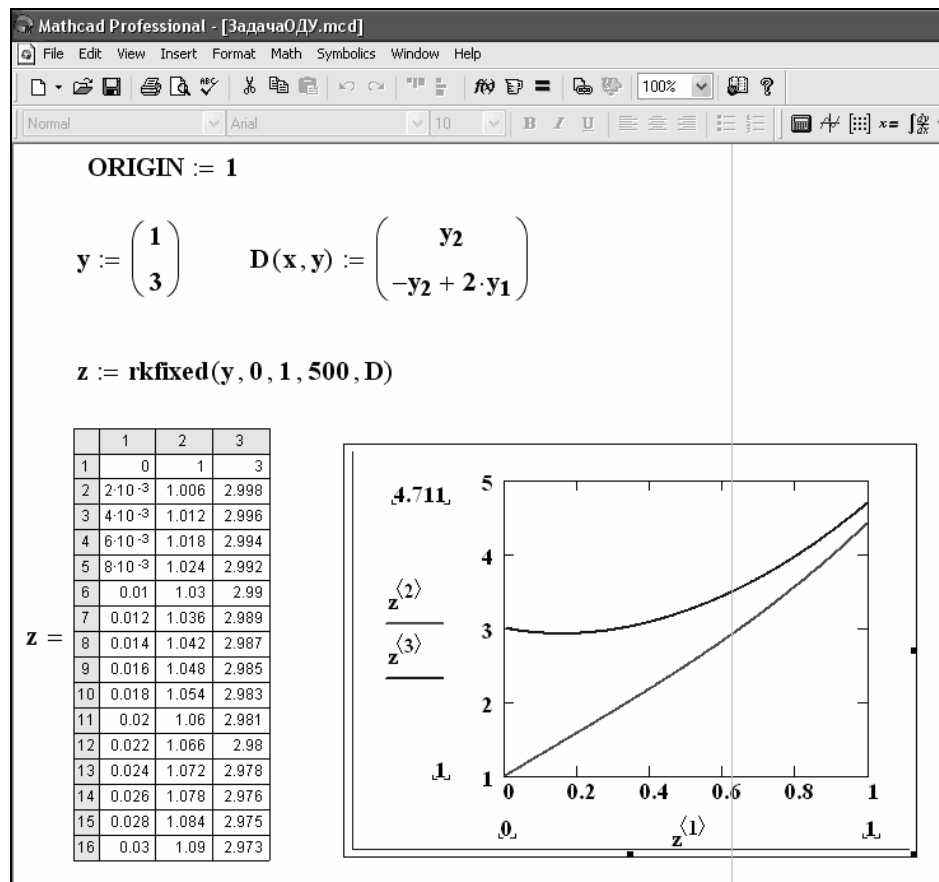 Mathcad Professional - [ЗадачаОДУ.mcd]
File Edit View Insert Format Math Symbolics Window Help
ABC f(x) = 100% ?
Normal Arial 10 B I U x= ∫ dy/dx
ORIGIN := 1
y := (1 3) D(x, y) := (y2 -y2 + 2·y1)
z := rkfixed(y, 0, 1, 500, D)
z =
1 2 3
1 0 1 3
2 2·10 -3 1.006 2.998
3 4·10 -3 1.012 2.996
4 6·10 -3 1.018 2.994
5 8·10 -3 1.024 2.992
6 0.01 1.03 2.99
7 0.012 1.036 2.989
8 0.014 1.042 2.987
9 0.016 1.048 2.985
10 0.018 1.054 2.983
11 0.02 1.06 2.981
12 0.022 1.066 2.98
13 0.024 1.072 2.978
14 0.026 1.078 2.976
15 0.028 1.084 2.975
16 0.03 1.09 2.973
4.711 5
4
z⟨2⟩
3
z⟨3⟩
2
1 1
0 0.2 0.4 0.6 0.8 1
0 z⟨1⟩ 1